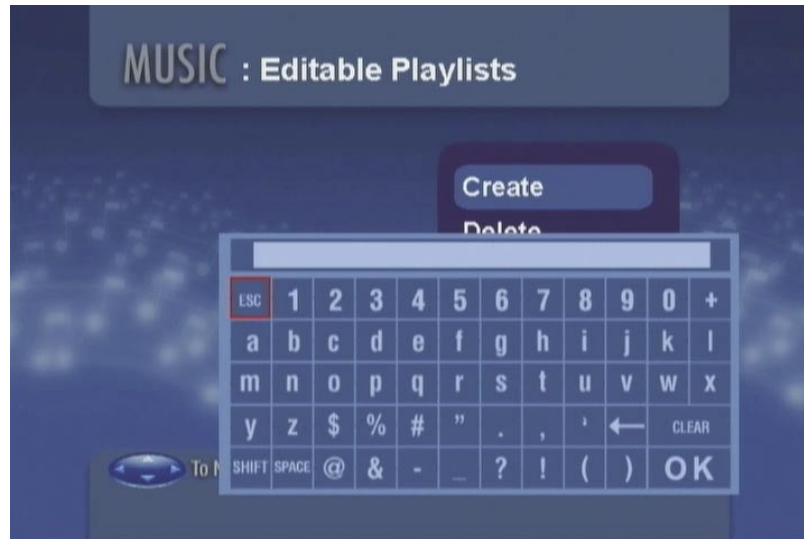 MUSIC : Editable Playlists
Create
Delete
ESC 1 2 3 4 5 6 7 8 9 0 +
a b c d e f g h i j k l
m n o p q r s t u v w x
y z $ % # " . , ' ← CLEAR
To
SHIFT SPACE @ & - _ ? ! ( ) OK